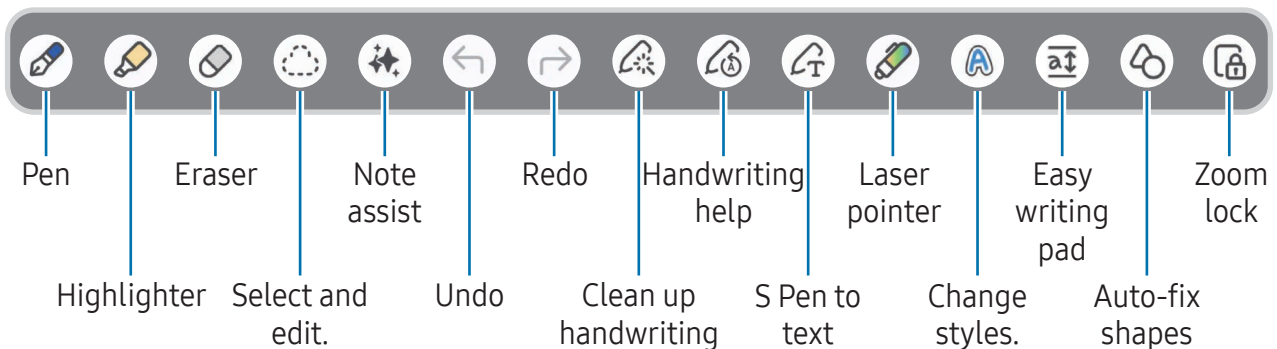 Pen
Eraser
Note
assist
Redo
Handwriting
help
Laser
pointer
Easy
writing
pad
Zoom
lock
Highlighter
Select and
edit.
Undo
Clean up
handwriting
S Pen to
text
Change
styles.
Auto-fix
shapes